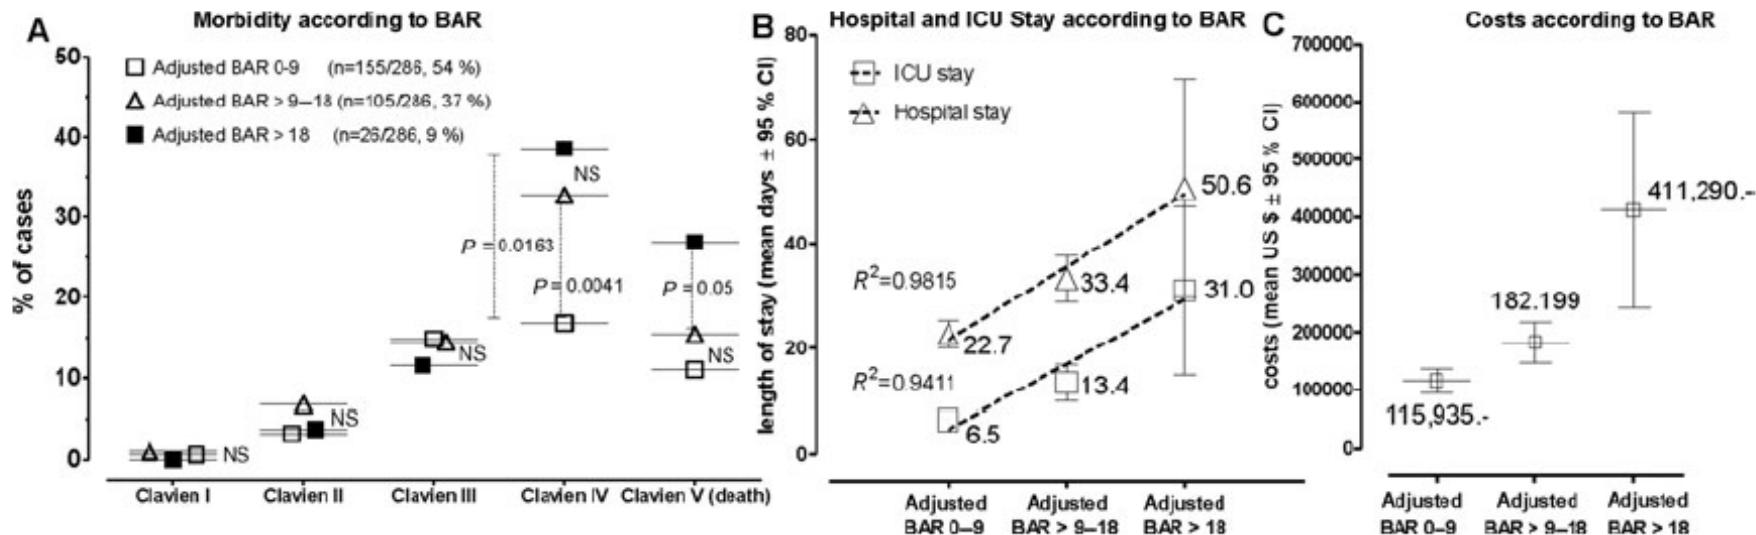 A
Morbidity according to BAR
% of cases
50
40
30
20
10
0
Adjusted BAR 0-9 (n=155/286, 54 %)
Adjusted BAR > 9–18 (n=105/286, 37 %)
Adjusted BAR > 18 (n=26/286, 9 %)
NS
P = 0.0163
P = 0.0041
P = 0.05
NS
NS
NS
NS
Clavien I
Clavien II
Clavien III
Clavien IV
Clavien V (death)
B
Hospital and ICU Stay according to BAR
length of stay (mean days ± 95 % CI)
80
60
40
20
0
ICU stay
Hospital stay
50.6
R²=0.9815
33.4
31.0
22.7
R²=0.9411
13.4
6.5
Adjusted
BAR 0–9
Adjusted
BAR > 9–18
Adjusted
BAR > 18
C
Costs according to BAR
costs (mean US $ ± 95 % CI)
700000
600000
500000
400000
300000
200000
100000
0
411,290.-
182.199
115,935.-
Adjusted
BAR 0–9
Adjusted
BAR > 9–18
Adjusted
BAR > 18